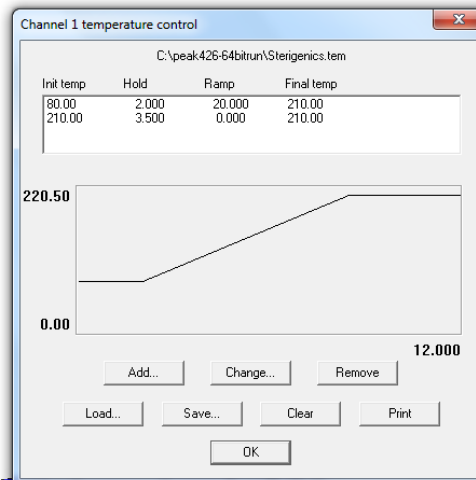 Channel 1 temperature control
C:\peak426-64bitrun\Sterigenics.tem
Init temp Hold Ramp Final temp
80.00 2.000 20.000 210.00
210.00 3.500 0.000 210.00
220.50
0.00
12.000
Add... Change... Remove
Load... Save... Clear Print
OK